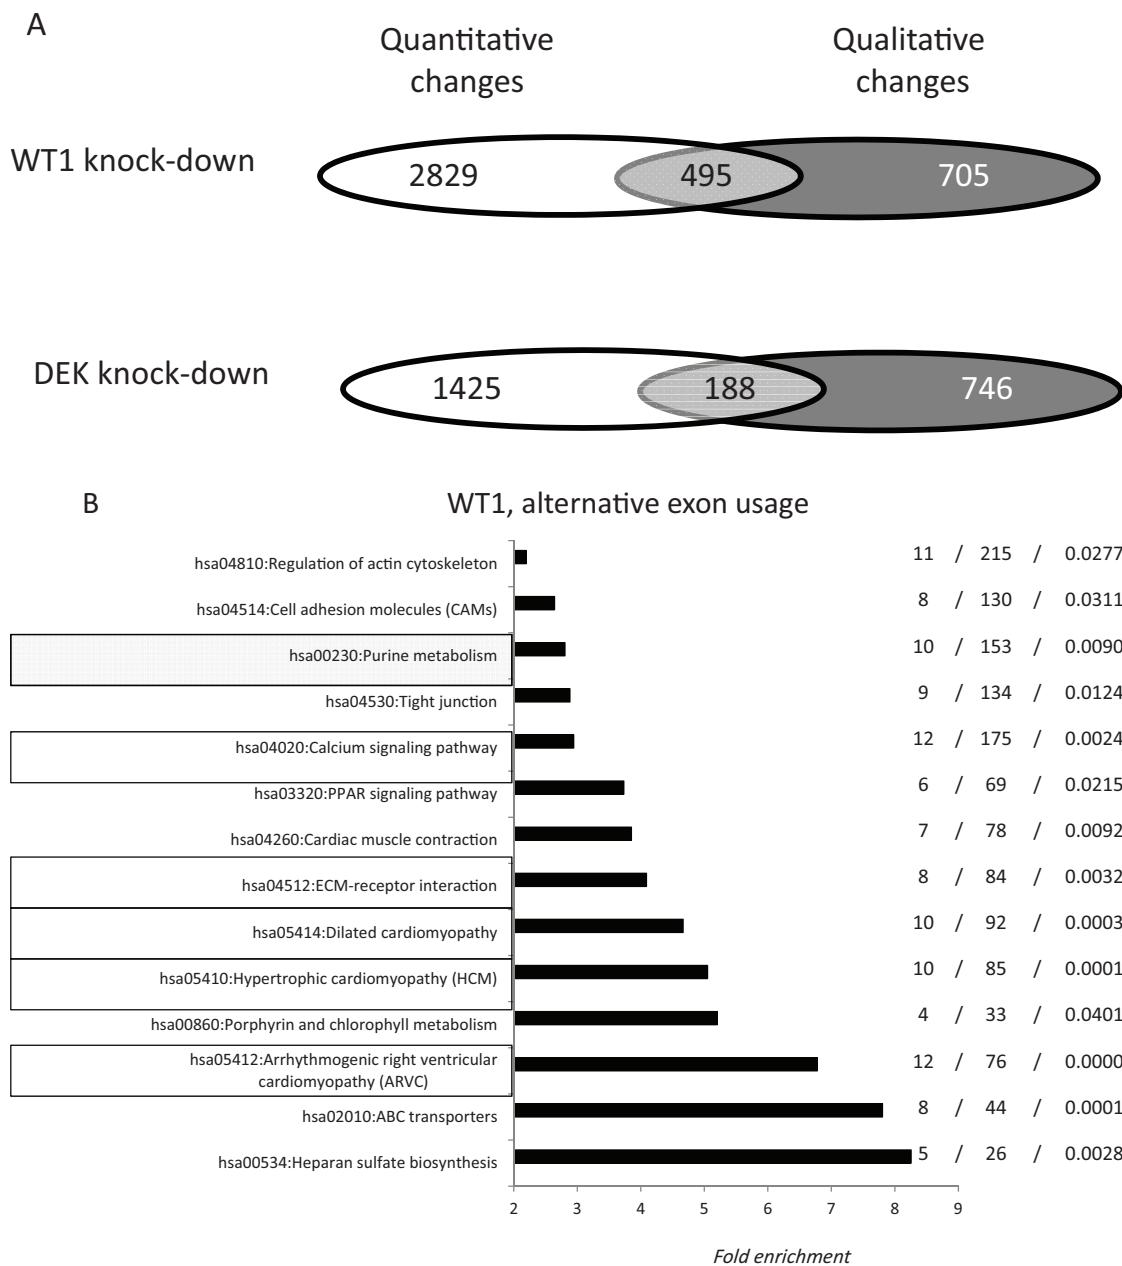 A
Quantitative changes
Qualitative changes
WT1 knock-down
2829
495
705
DEK knock-down
1425
188
746
B
WT1, alternative exon usage
hsa04810:Regulation of actin cytoskeleton 11 / 215 / 0.0277
hsa04514:Cell adhesion molecules (CAMs) 8 / 130 / 0.0311
hsa00230:Purine metabolism 10 / 153 / 0.0090
hsa04530:Tight junction 9 / 134 / 0.0124
hsa04020:Calcium signaling pathway 12 / 175 / 0.0024
hsa03320:PPAR signaling pathway 6 / 69 / 0.0215
hsa04260:Cardiac muscle contraction 7 / 78 / 0.0092
hsa04512:ECM-receptor interaction 8 / 84 / 0.0032
hsa05414:Dilated cardiomyopathy 10 / 92 / 0.0003
hsa05410:Hypertrophic cardiomyopathy (HCM) 10 / 85 / 0.0001
hsa00860:Porphyrin and chlorophyll metabolism 4 / 33 / 0.0401
hsa05412:Arrhythmogenic right ventricular
cardiomyopathy (ARVC) 12 / 76 / 0.0000
hsa02010:ABC transporters 8 / 44 / 0.0001
hsa00534:Heparan sulfate biosynthesis 5 / 26 / 0.0028
2 3 4 5 6 7 8 9
Fold enrichment